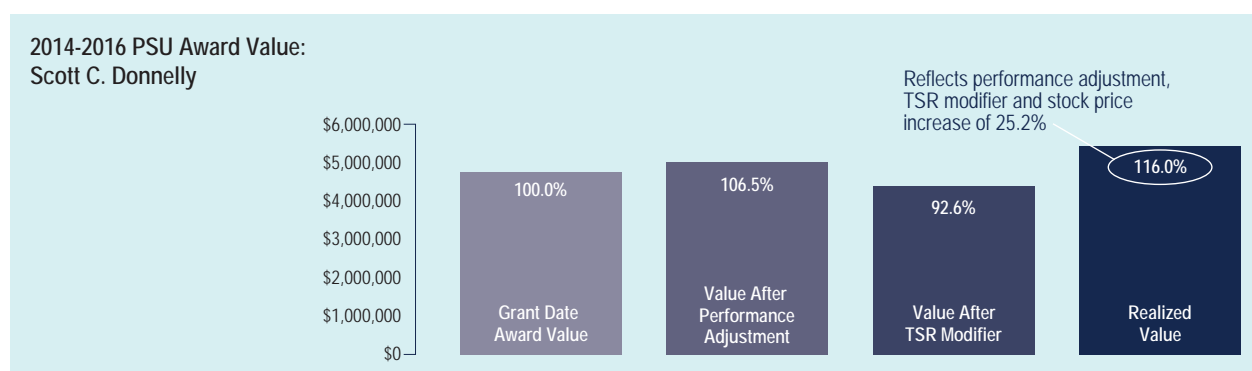 2014-2016 PSU Award Value:
Scott C. Donnelly
Reflects performance adjustment,
TSR modifier and stock price
increase of 25.2%
$6,000,000
$5,000,000
$4,000,000
$3,000,000
$2,000,000
$1,000,000
$0
100.0%
Grant Date
Award Value
106.5%
Value After
Performance
Adjustment
92.6%
Value After
TSR Modifier
116.0%
Realized
Value